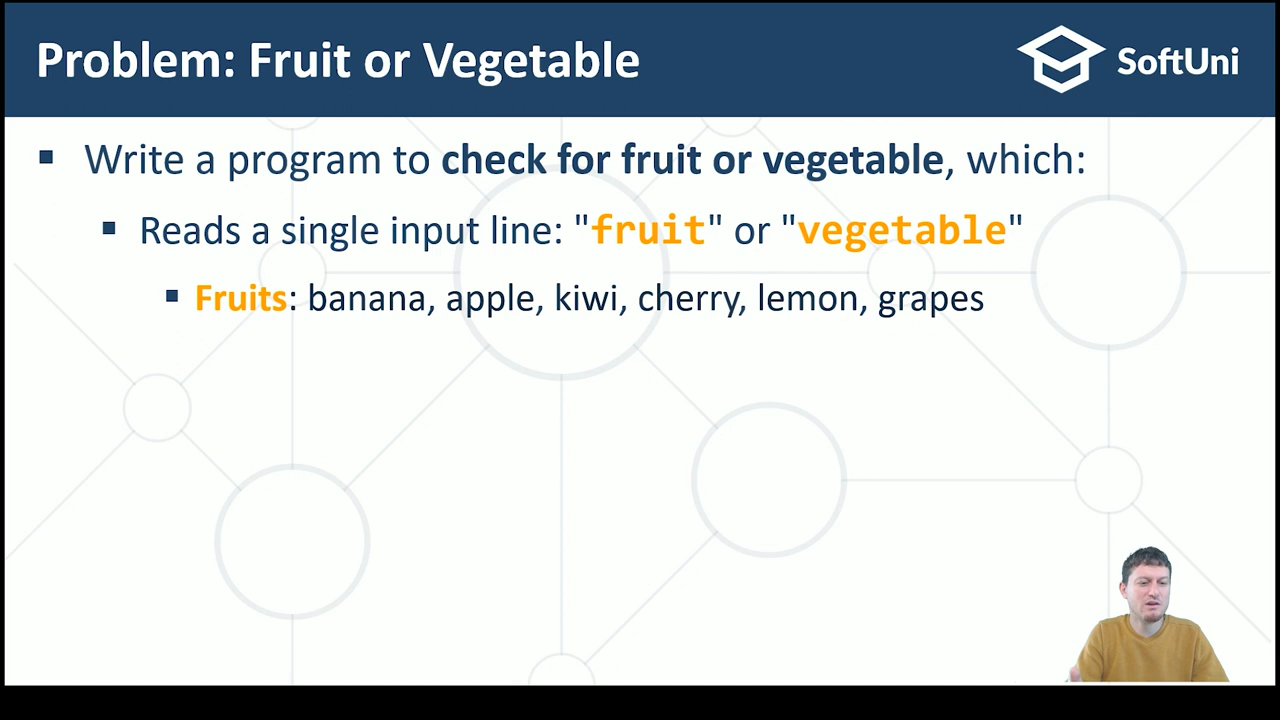 Problem: Fruit or Vegetable
SoftUni
▪ Write a program to check for fruit or vegetable, which:
▪ Reads a single input line: "fruit" or "vegetable"
▪ Fruits: banana, apple, kiwi, cherry, lemon, grapes